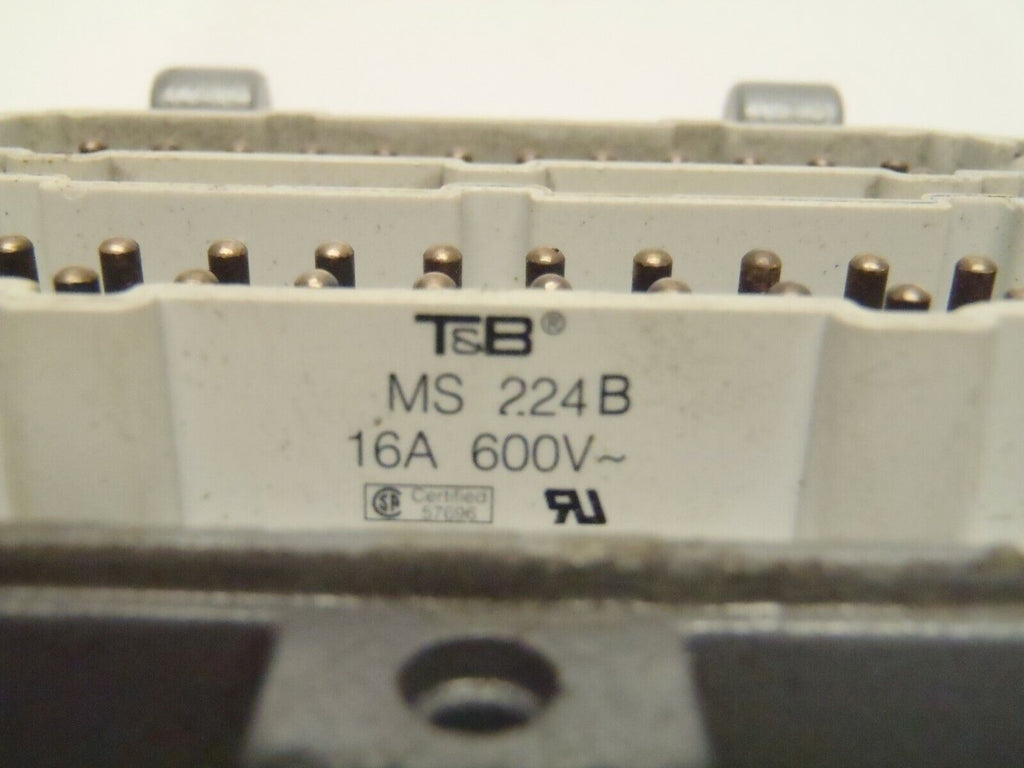 T&B®
MS 224B
16A 600V~
Certified
57696